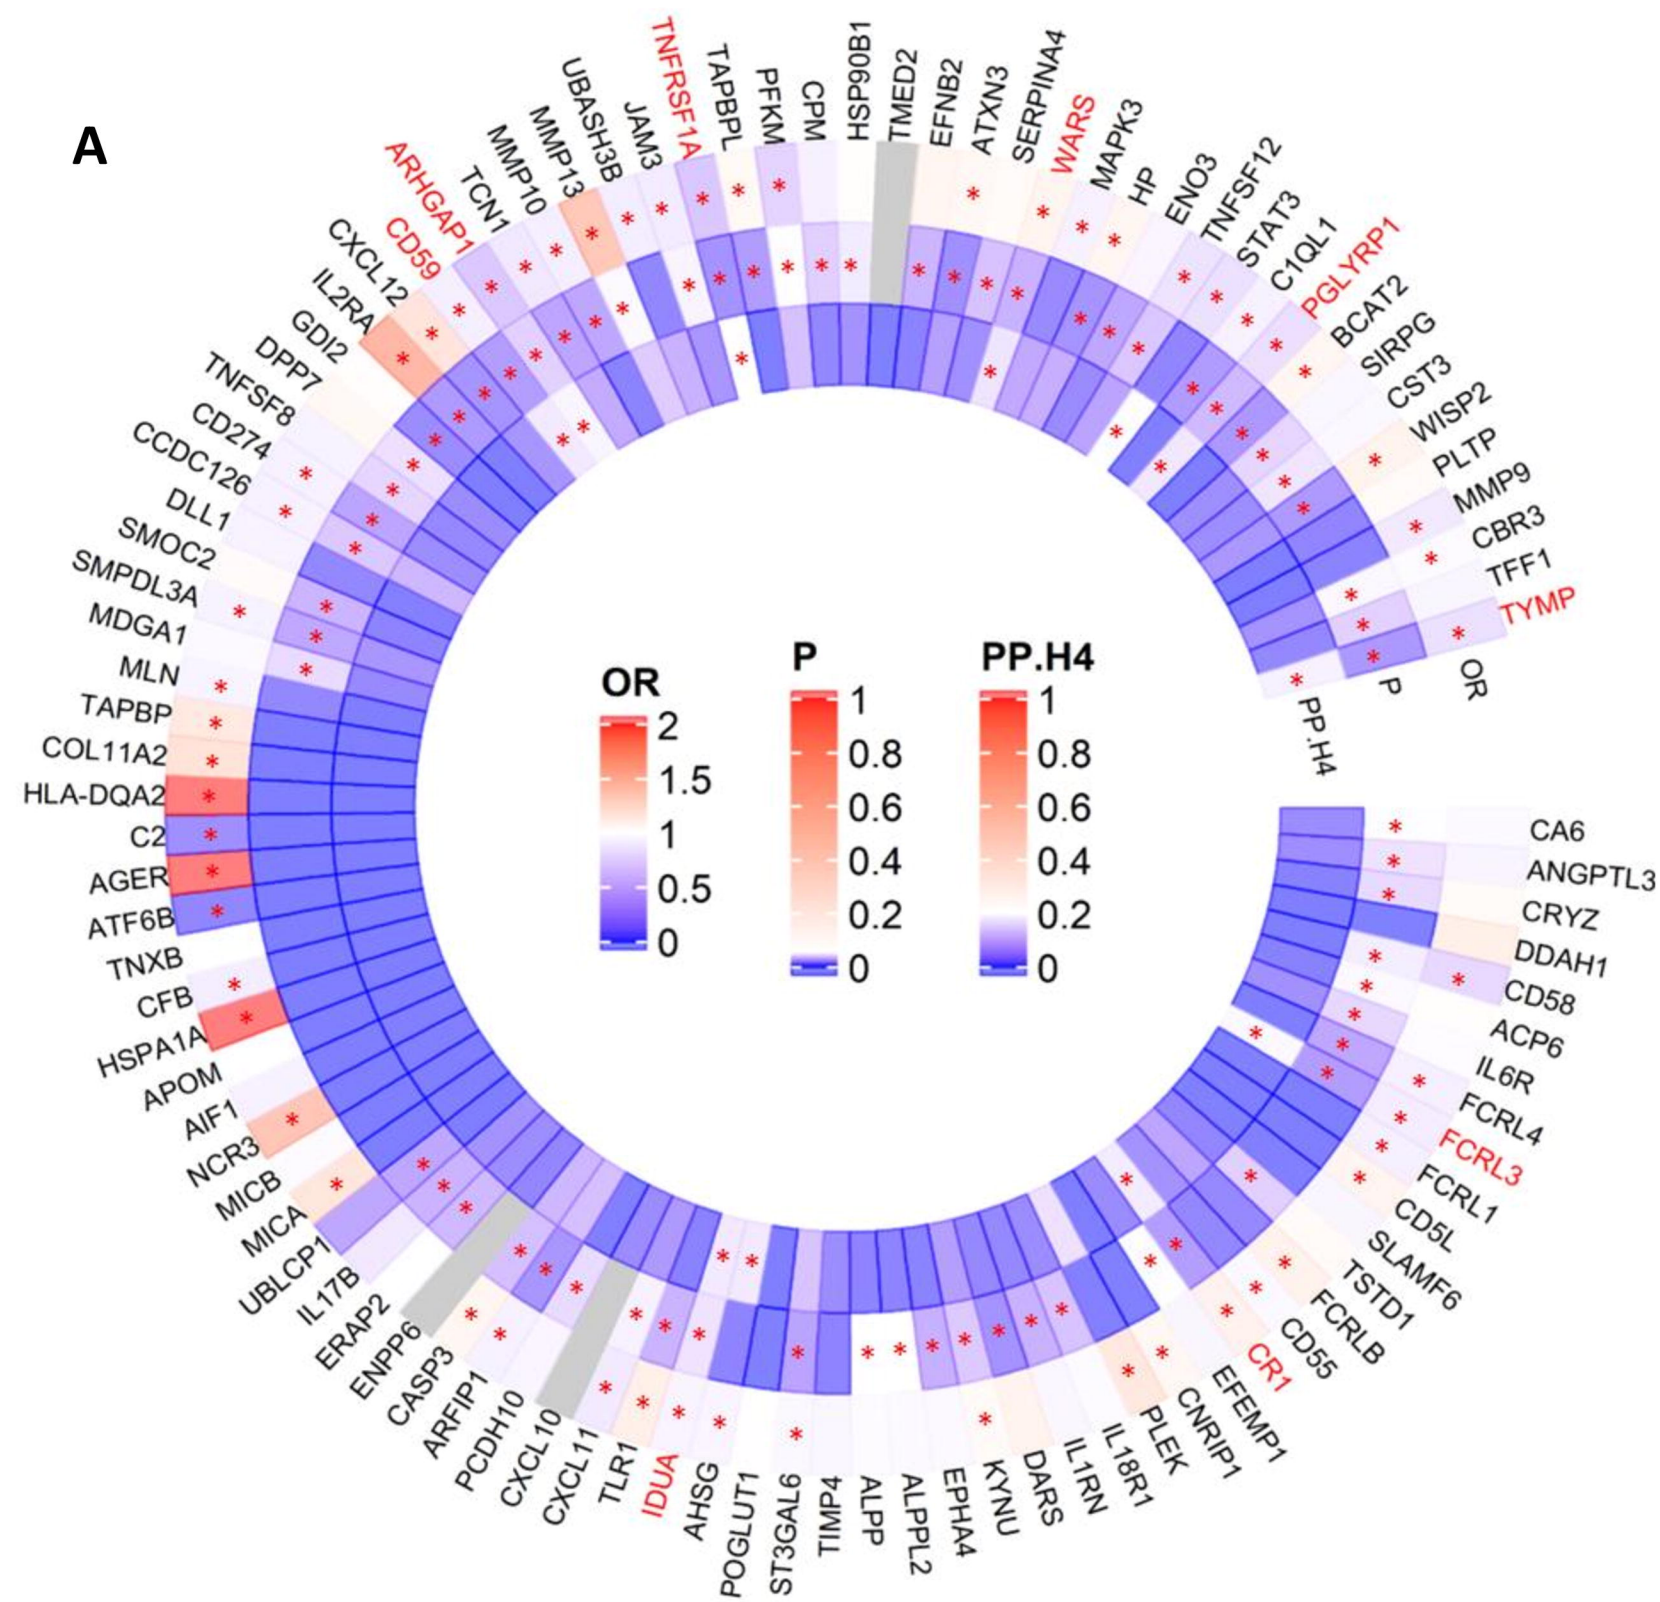 A
CA6
ANGPTL3
CRYZ
DDAH1
CD58
ACP6
IL6R
FCRL4
FCRL3
FCRL1
CD5L
SLAMF6
TSTD1
FCRLB
CD55
CR1
EFEMP1
CNRIP1
PLEK
IL18R1
IL1RN
DARS
KYNU
EPHA4
ALPPL2
ALPP
TIMP4
ST3GAL6
POGLUT1
AHSG
IDUA
TLR1
CXCL11
CXCL10
PCDH10
ARFIP1
CASP3
ENPP6
ERAP2
IL17B
UBLCP1
MICA
MICB
NCR3
AIF1
APOM
HSPA1A
CFB
TNXB
ATF6B
AGER
C2
HLA-DQA2
COL11A2
TAPBP
MLN
MDGA1
SMPDL3A
SMOC2
DLL1
CCDC126
CD274
TNFSF8
DPP7
GDI2
IL2RA
CXCL12
CD59
ARHGAP1
TCN1
MMP10
MMP13
UBASH3B
JAM3
TNFRSF1A
TAPBPL
PFKM
CPM
HSP90B1
TMED2
EFNB2
ATXN3
SERPINA4
WARS
MAPK3
HP
ENO3
TNFSF12
STAT3
C1QL1
PGLYRP1
BCAT2
SIRPG
CST3
WISP2
PLTP
MMP9
CBR3
TFF1
TYMP
OR
P
PP.H4
OR
2
1.5
1
0.5
0
P
1
0.8
0.6
0.4
0.2
0
PP.H4
1
0.8
0.6
0.4
0.2
0